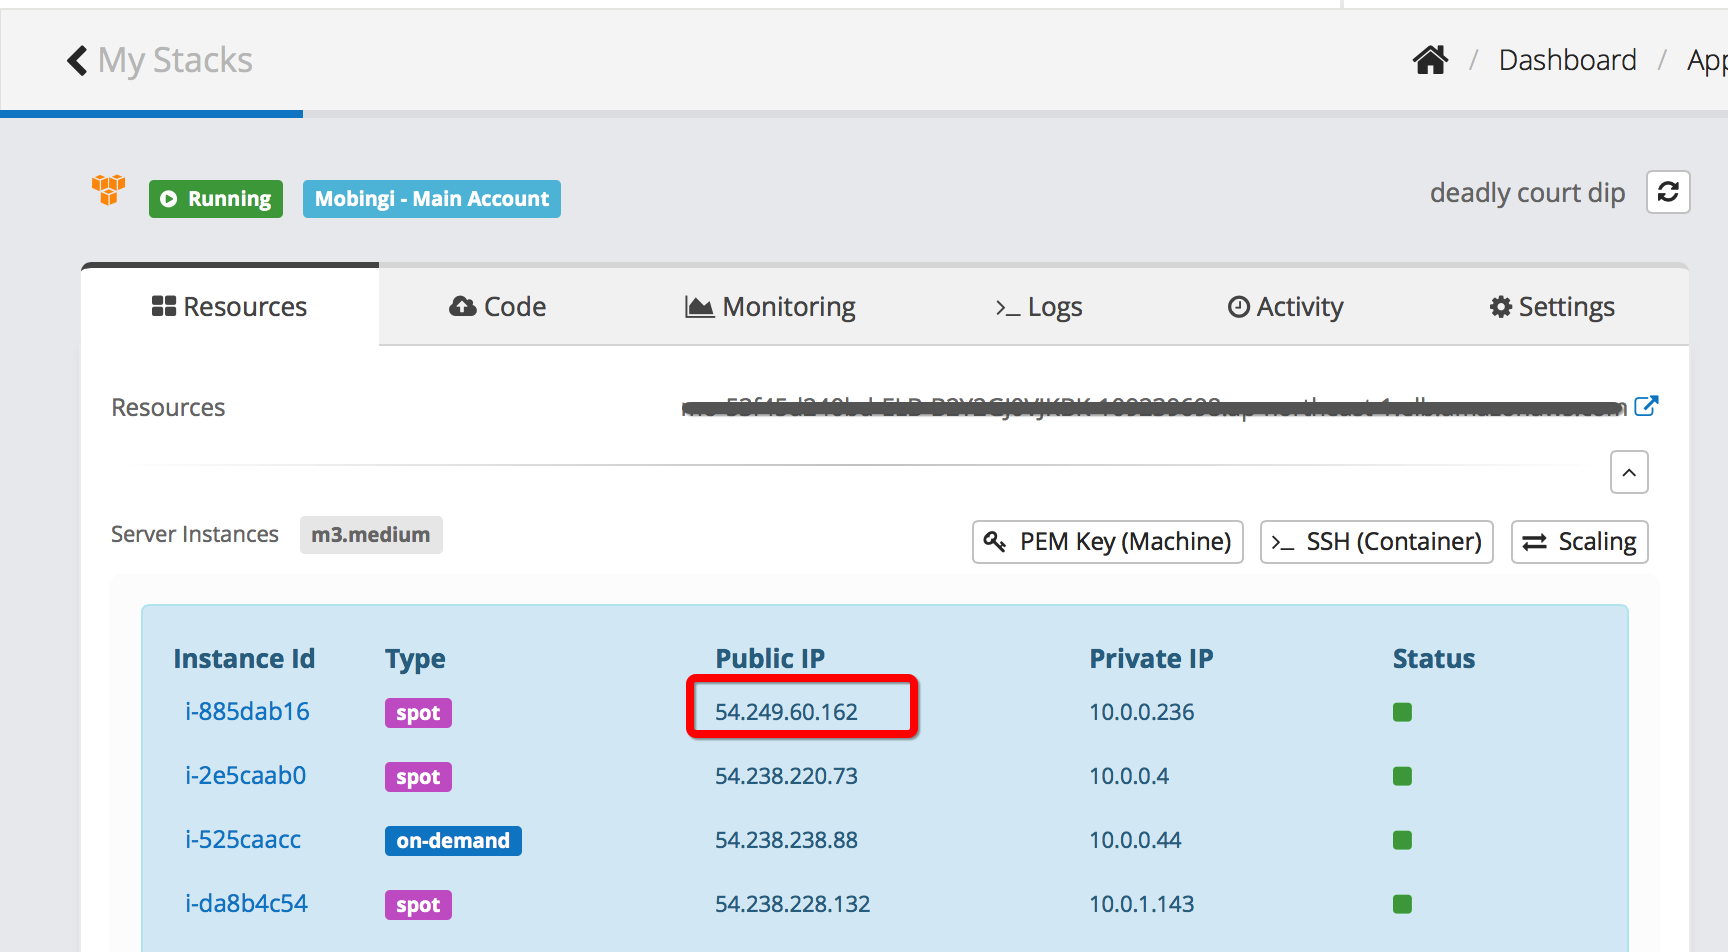 My Stacks
/ Dashboard / App
Running Mobingi - Main Account deadly court dip
Resources Code Monitoring Logs Activity Settings
Resources
Server Instances m3.medium PEM Key (Machine) SSH (Container) Scaling
Instance Id Type Public IP Private IP Status
i-885dab16 spot 54.249.60.162 10.0.0.236
i-2e5caab0 spot 54.238.220.73 10.0.0.4
i-525caacc on-demand 54.238.238.88 10.0.0.44
i-da8b4c54 spot 54.238.228.132 10.0.1.143